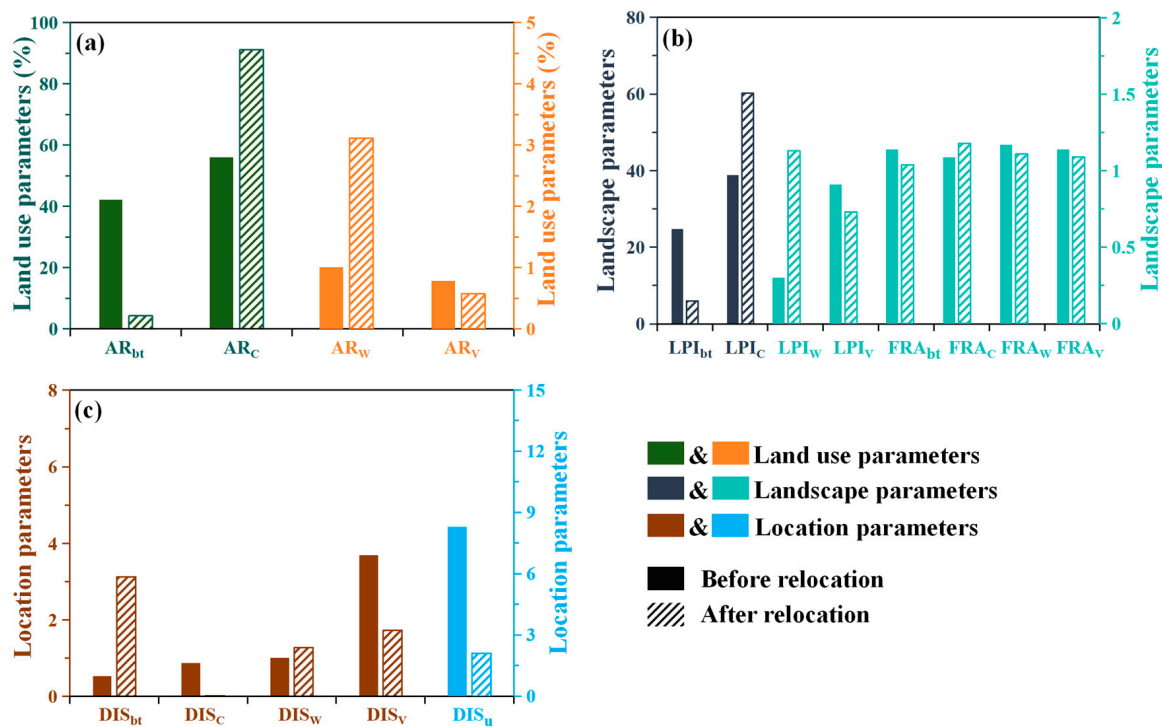 (a)
Land use parameters (%)
100
80
60
40
20
0
5
4
3
2
1
0
Land use parameters (%)
ARbt ARC ARW ARV
(b)
Landscape parameters
80
60
40
20
0
2
1.5
1
0.5
0
Landscape parameters
LPIbt LPIC LPIW LPIV FRAbt FRAC FRAW FRAV
(c)
Location parameters
8
6
4
2
0
15
12
9
6
3
0
Location parameters
DISbt DISC DISW DISV DISu
& Land use parameters
& Landscape parameters
& Location parameters
Before relocation
After relocation